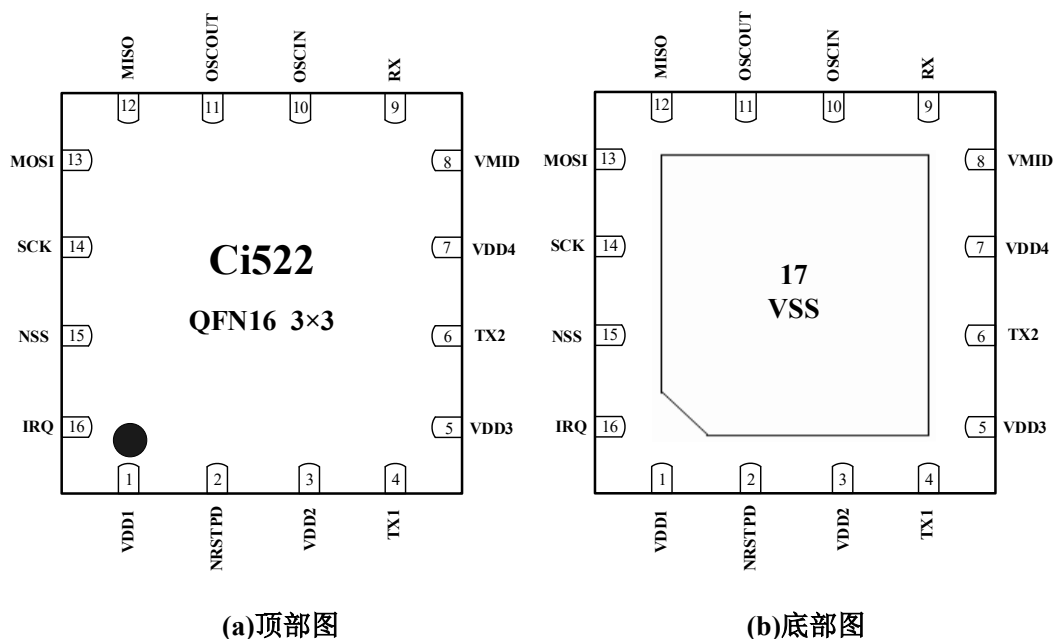 MISO OSCOUT OSCIN RX
12 11 10 9
MOSI 13 8 VMID
SCK 14 7 VDD4
Ci522
QFN16 3×3
NSS 15 6 TX2
IRQ 16 5 VDD3
1 2 3 4
VDD1 NRSTPD VDD2 TX1
(a)顶部图
MISO OSCOUT OSCIN RX
12 11 10 9
MOSI 13 8 VMID
SCK 14 7 VDD4
17
VSS
NSS 15 6 TX2
IRQ 16 5 VDD3
1 2 3 4
VDD1 NRSTPD VDD2 TX1
(b)底部图